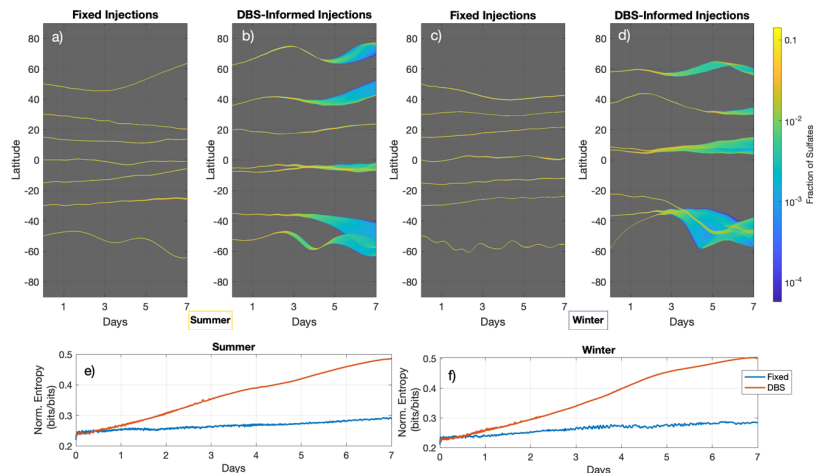 Fixed Injections
DBS-Informed Injections
Fixed Injections
DBS-Informed Injections
a)
b)
c)
d)
80
60
40
20
0
-20
-40
-60
-80
Latitude
1 3 5 7
Days
80
60
40
20
0
-20
-40
-60
-80
Latitude
1 3 5 7
Days
80
60
40
20
0
-20
-40
-60
-80
Latitude
1 3 5 7
Days
80
60
40
20
0
-20
-40
-60
-80
Latitude
1 3 5 7
Days
0.1
10-2
10-3
10-4
Fraction of Sulfates
Summer
Winter
Summer
e)
0.5
0.4
0.3
0.2
Norm. Entropy
(bits/bits)
0 1 2 3 4 5 6 7
Days
Winter
f)
0.5
0.4
0.3
0.2
Norm. Entropy
(bits/bits)
0 1 2 3 4 5 6 7
Days
Fixed
DBS